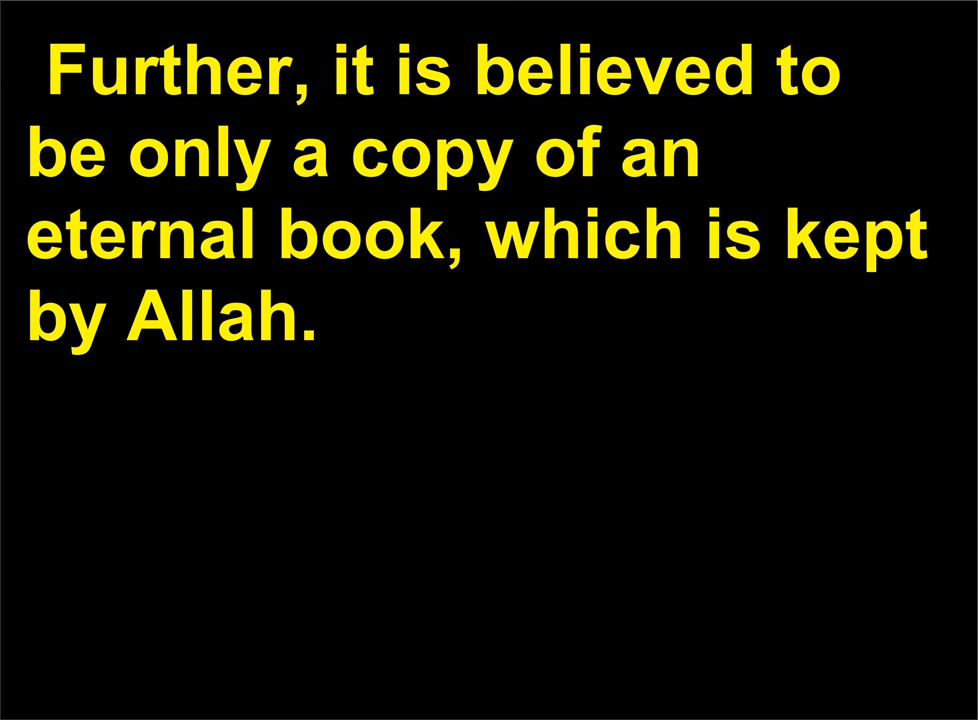 Further, it is believed to
be only a copy of an
eternal book, which is kept
by Allah.